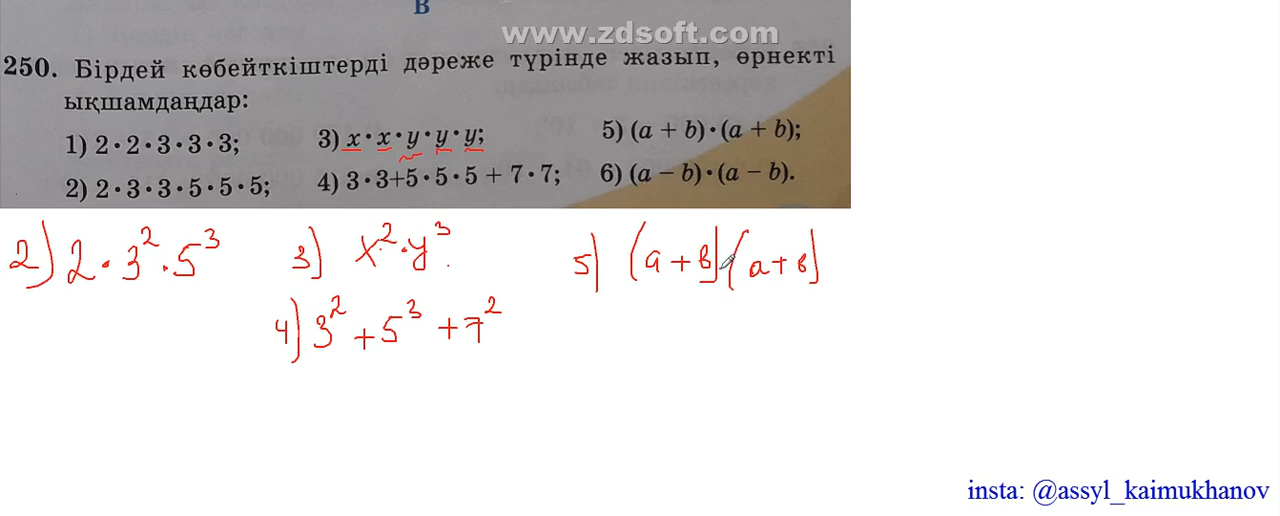 В
www.zdsoft.com
250. Бірдей көбейткіштерді дәреже түрінде жазып, өрнекті
ықшамдаңдар:
1) 2 · 2 · 3 · 3 · 3;
2) 2 · 3 · 3 · 5 · 5 · 5;
3) x · x · y · y · y;
4) 3 · 3+5 · 5 · 5 + 7 · 7;
5) (a + b) · (a + b);
6) (a − b) · (a − b).
2) 2 · 3² · 5³
3) x² · y³
4) 3² + 5³ + 7²
5) (a + в) (a + в)
insta: @assyl_kaimukhanov